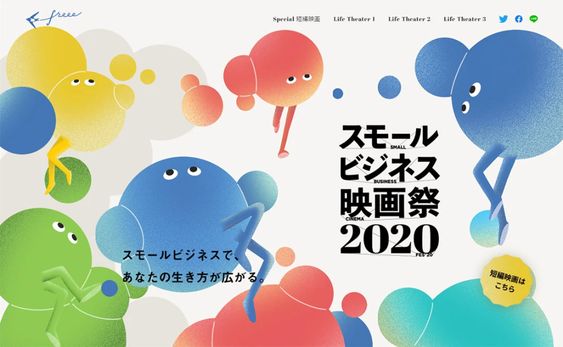 freee
Special 短編映画
Life Theater 1
Life Theater 2
Life Theater 3
スモール
SMALL
ビジネス
BUSINESS
映画祭
CINEMA
2020
FES'20
スモールビジネスで、
あなたの生き方が広がる。
短編映画は
こちら